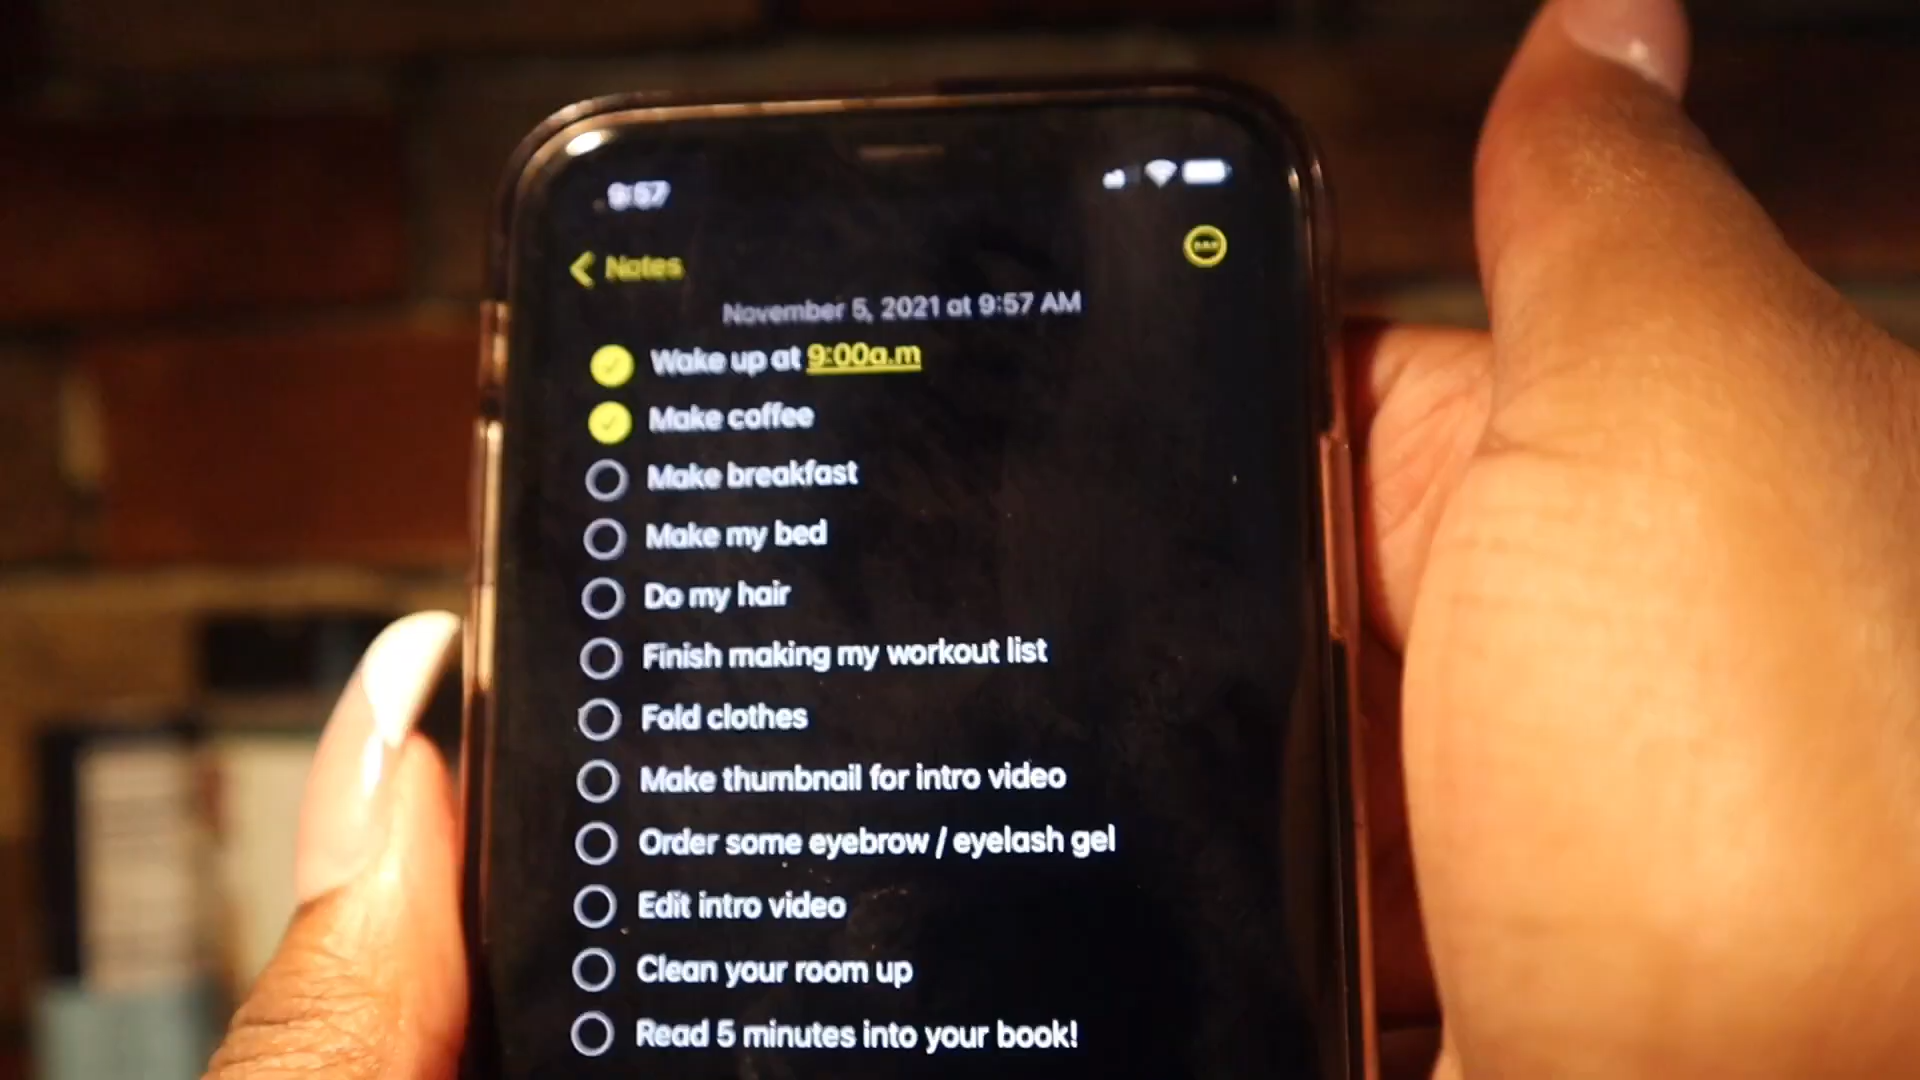 9:57
Notes
November 5, 2021 at 9:57 AM
Wake up at 9:00a.m
Make coffee
Make breakfast
Make my bed
Do my hair
Finish making my workout list
Fold clothes
Make thumbnail for intro video
Order some eyebrow / eyelash gel
Edit intro video
Clean your room up
Read 5 minutes into your book!